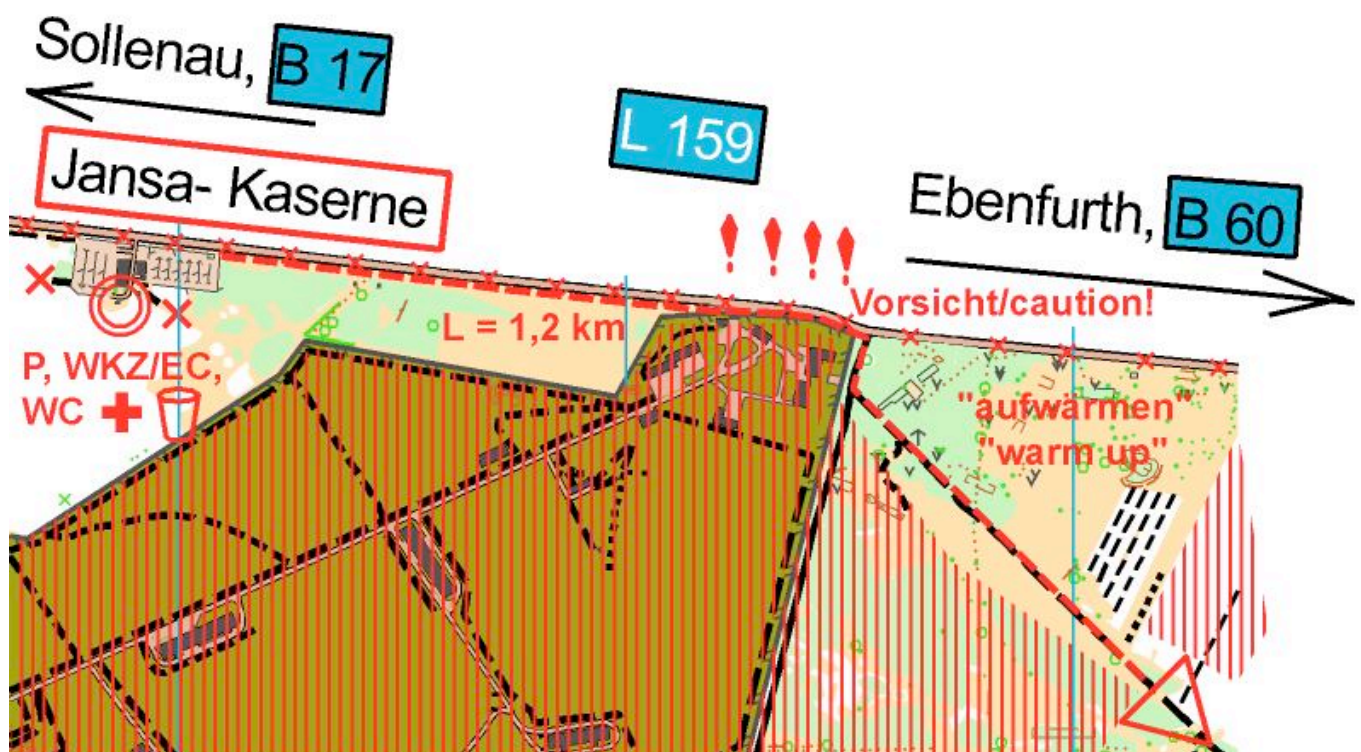 Sollenau, B 17
L 159
Jansa- Kaserne
Ebenfurth, B 60
Vorsicht/caution!
L = 1,2 km
P, WKZ/EC,
WC
"aufwärmen"
"warm up"